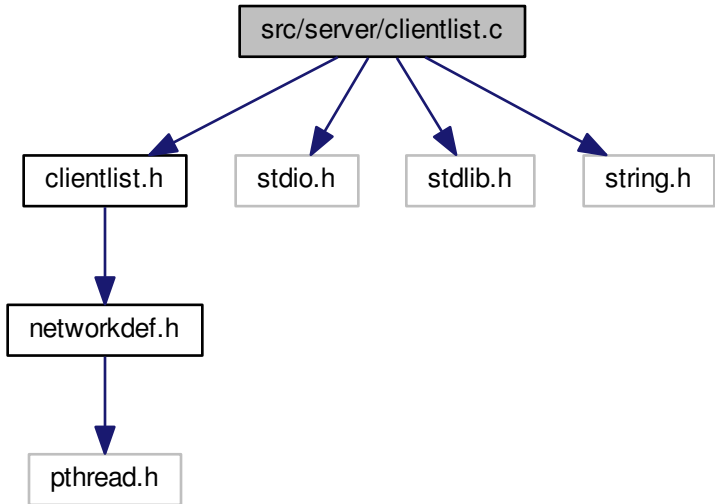 src/server/clientlist.c
clientlist.h
stdio.h
stdlib.h
string.h
networkdef.h
pthread.h